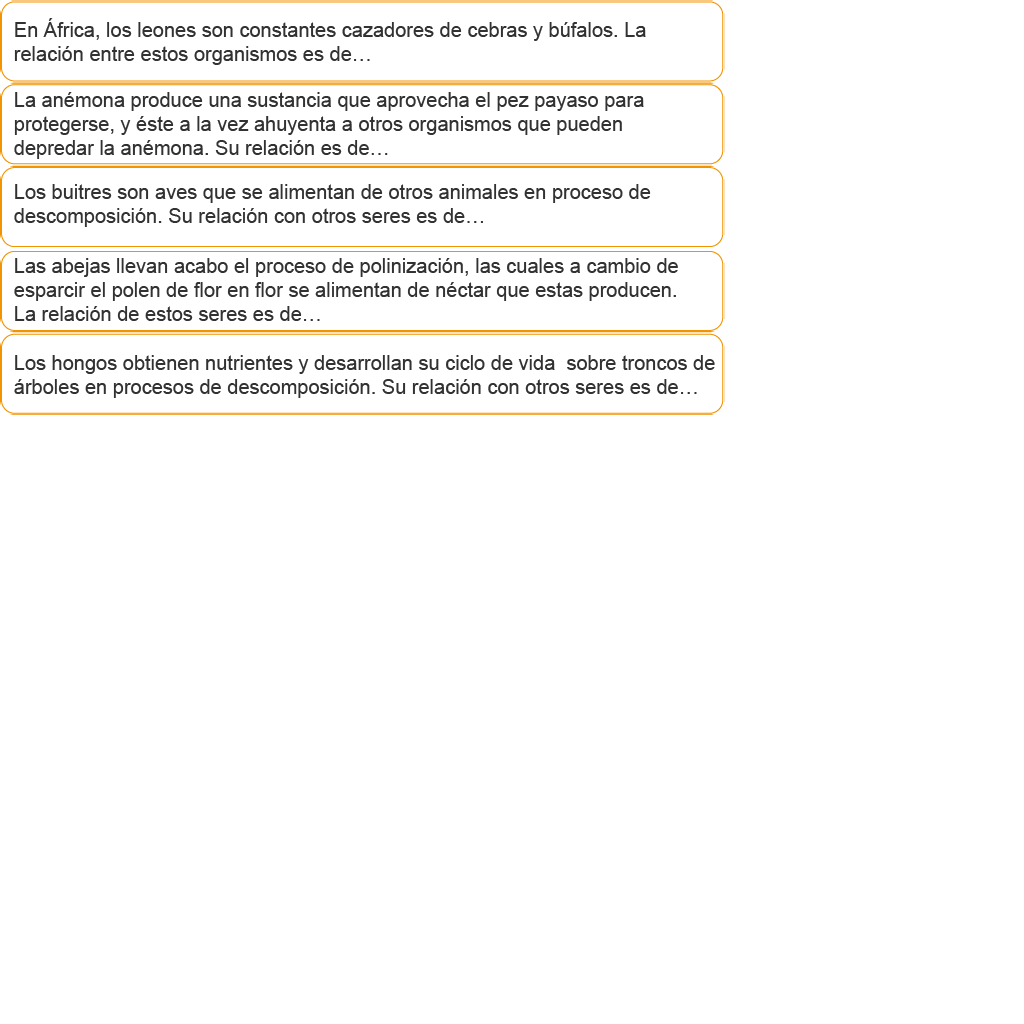 En África, los leones son constantes cazadores de cebras y búfalos. La
relación entre estos organismos es de…
La anémona produce una sustancia que aprovecha el pez payaso para
protegerse, y éste a la vez ahuyenta a otros organismos que pueden
depredar la anémona. Su relación es de…
Los buitres son aves que se alimentan de otros animales en proceso de
descomposición. Su relación con otros seres es de…
Las abejas llevan acabo el proceso de polinización, las cuales a cambio de
esparcir el polen de flor en flor se alimentan de néctar que estas producen.
La relación de estos seres es de…
Los hongos obtienen nutrientes y desarrollan su ciclo de vida  sobre troncos de
árboles en procesos de descomposición. Su relación con otros seres es de…